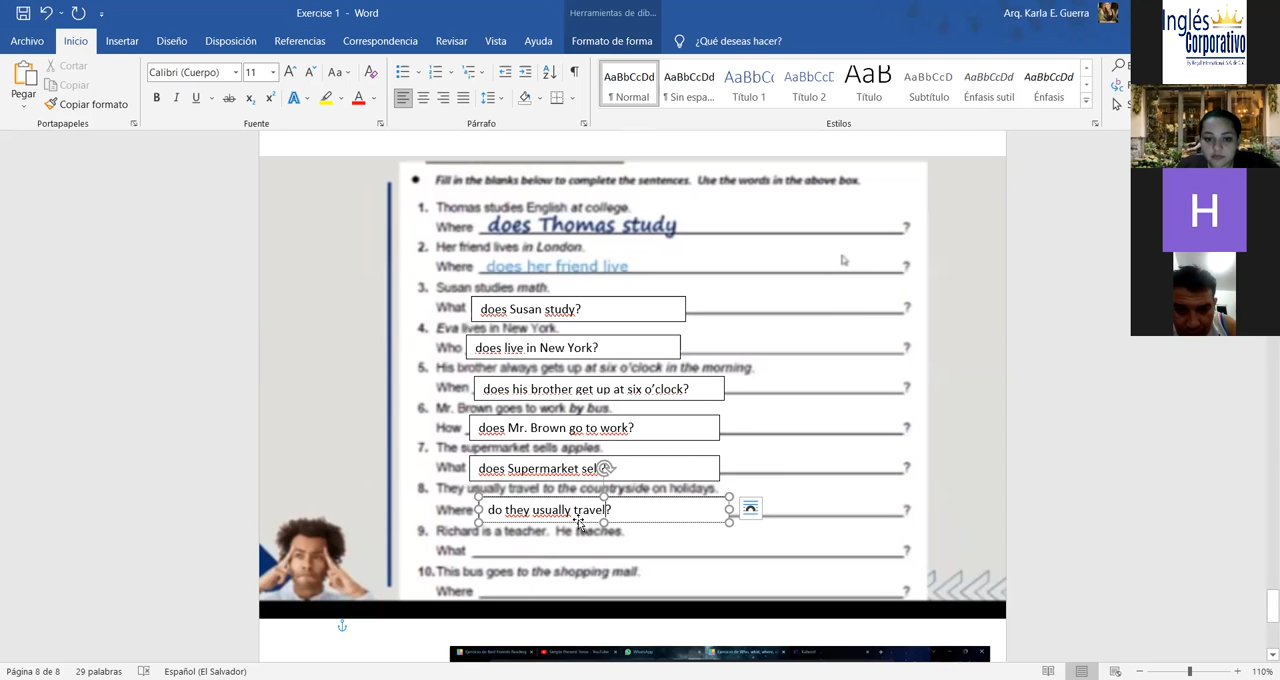 Exercise 1 - Word
Herramientas de dib...
Arq. Karla E. Guerra
Archivo Inicio Insertar Diseño Disposición Referencias Correspondencia Revisar Vista Ayuda Formato de forma ¿Qué deseas hacer?
Pegar
Cortar
Copiar
Copiar formato
Portapapeles
Calibri (Cuerpo) 11
Fuente
Párrafo
AaBbCcDd AaBbCcDd AaBbCc AaBbCcD AaB AaBbCcD AaBbCcDd AaBbCcDd
¶ Normal ¶ Sin espa... Título 1 Título 2 Título Subtítulo Énfasis sutil Énfasis
Estilos
Inglés
Corporativo
H
Fill in the blanks below to complete the sentences. Use the words in the above box.
1. Thomas studies English at college.
Where does Thomas study ?
2. Her friend lives in London.
Where does her friend live ?
3. Susan studies math.
What does Susan study? ?
4. Eva lives in New York.
Who does live in New York? ?
5. His brother always gets up at six o'clock in the morning.
When does his brother get up at six o'clock? ?
6. Mr. Brown goes to work by bus.
How does Mr. Brown go to work? ?
7. The supermarket sells apples.
What does Supermarket sell? ?
8. They usually travel to the countryside on holidays.
Where do they usually travel? ?
9. Richard is a teacher. He teaches.
What ?
10. This bus goes to the shopping mall.
Where ?
Página 8 de 8 29 palabras Español (El Salvador) 110%